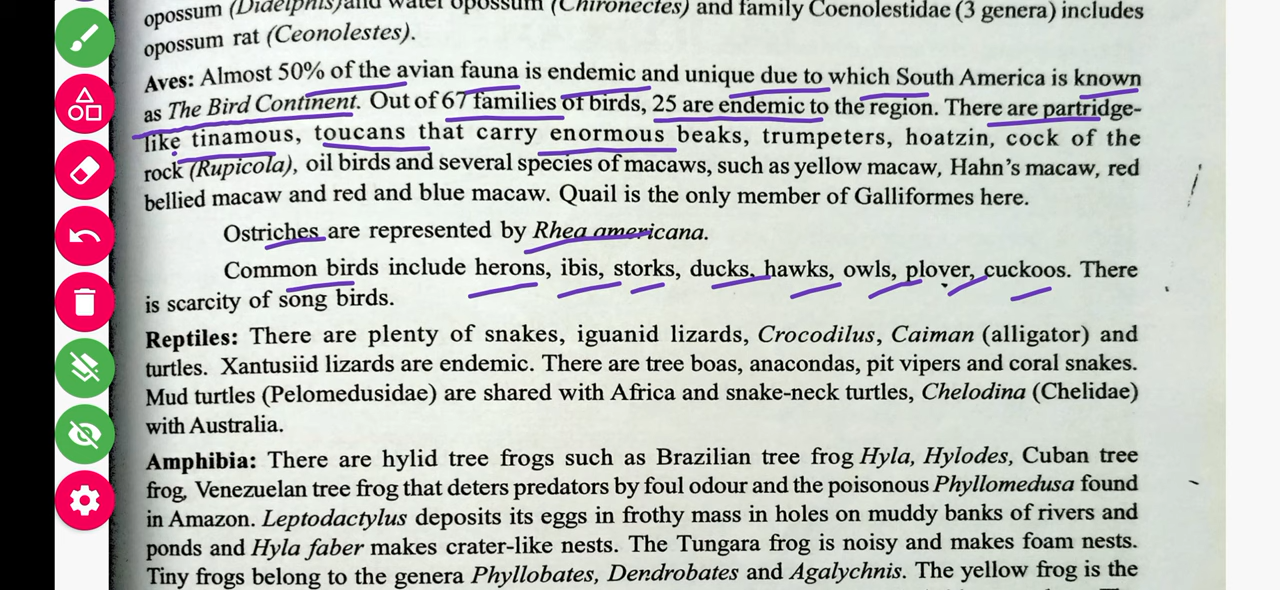 opossum (Didelphis)and water opossum (Chironectes) and family Coenolestidae (3 genera) includes
opossum rat (Ceonolestes).
Aves: Almost 50% of the avian fauna is endemic and unique due to which South America is known
as The Bird Continent. Out of 67 families of birds, 25 are endemic to the region. There are partridge-
like tinamous, toucans that carry enormous beaks, trumpeters, hoatzin, cock of the
rock (Rupicola), oil birds and several species of macaws, such as yellow macaw, Hahn's macaw, red
bellied macaw and red and blue macaw. Quail is the only member of Galliformes here.
Ostriches are represented by Rhea americana.
Common birds include herons, ibis, storks, ducks, hawks, owls, plover, cuckoos. There
is scarcity of song birds.
Reptiles: There are plenty of snakes, iguanid lizards, Crocodilus, Caiman (alligator) and
turtles. Xantusiid lizards are endemic. There are tree boas, anacondas, pit vipers and coral snakes.
Mud turtles (Pelomedusidae) are shared with Africa and snake-neck turtles, Chelodina (Chelidae)
with Australia.
Amphibia: There are hylid tree frogs such as Brazilian tree frog Hyla, Hylodes, Cuban tree
frog, Venezuelan tree frog that deters predators by foul odour and the poisonous Phyllomedusa found
in Amazon. Leptodactylus deposits its eggs in frothy mass in holes on muddy banks of rivers and
ponds and Hyla faber makes crater-like nests. The Tungara frog is noisy and makes foam nests.
Tiny frogs belong to the genera Phyllobates, Dendrobates and Agalychnis. The yellow frog is the